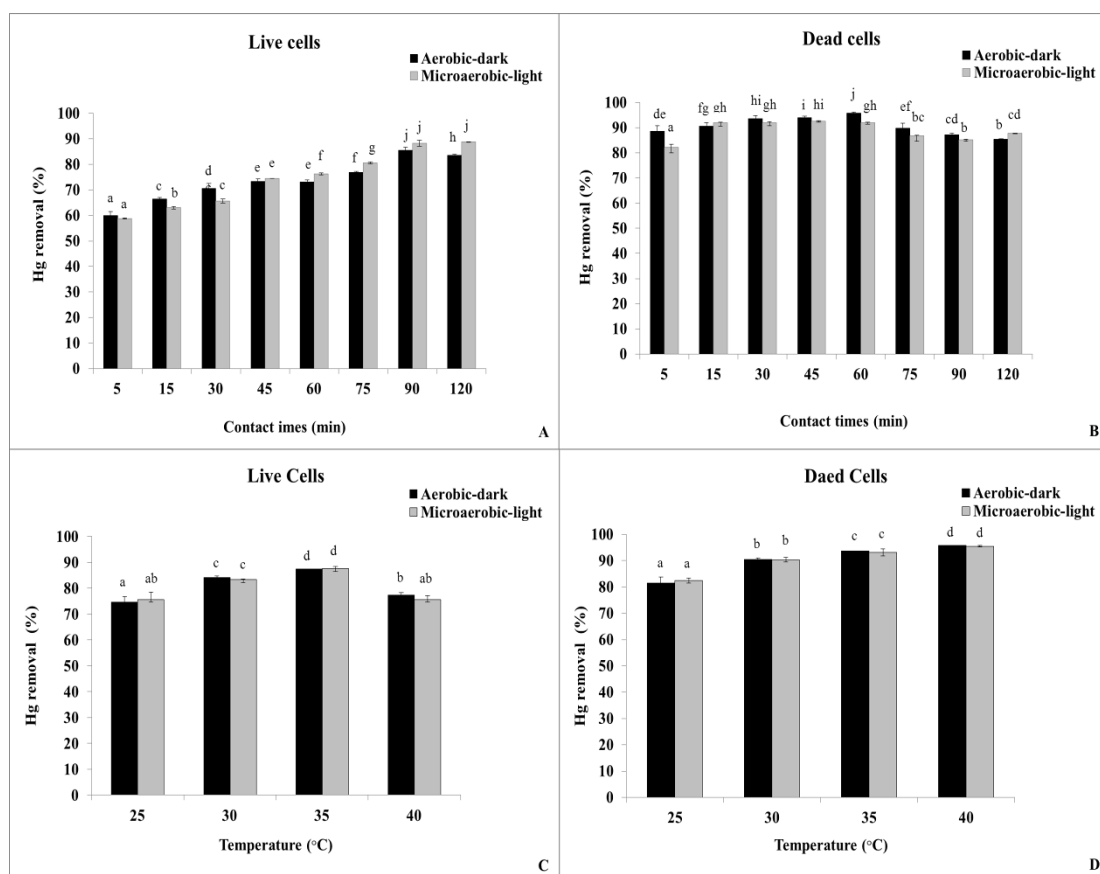 Live cells
Aerobic-dark
Microaerobic-light
Hg removal (%)
100
90
80
70
60
50
40
30
20
10
0
a a c b d c e e e f f g j j h j
5 15 30 45 60 75 90 120
Contact imes (min)
A
Dead cells
Aerobic-dark
Microaerobic-light
Hg removal (%)
100
90
80
70
60
50
40
30
20
10
0
de a fg gh hi gh i hi j gh ef bc cd b b cd
5 15 30 45 60 75 90 120
Contact times (min)
B
Live Cells
Aerobic-dark
Microaerobic-light
Hg removal (%)
100
90
80
70
60
50
40
30
20
10
0
a ab c c d d b ab
25 30 35 40
Temperature (°C)
C
Daed Cells
Aerobic-dark
Microaerobic-light
Hg removal (%)
100
90
80
70
60
50
40
30
20
10
0
a a b b c c d d
25 30 35 40
Temperature (°C)
D